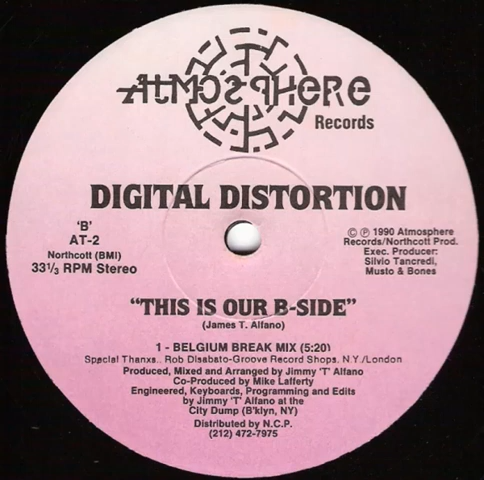 AtMOSPHERE
Records
DIGITAL DISTORTION
'B'
AT-2
Northcott (BMI)
33⅓ RPM Stereo
© ℗ 1990 Atmosphere
Records/Northcott Prod.
Exec. Producer:
Silvio Tancredi,
Musto & Bones
"THIS IS OUR B-SIDE"
(James T. Alfano)
1 - BELGIUM BREAK MIX (5:20)
Special Thanxs.. Rob Disabato-Groove Record Shops. N.Y./London
Produced, Mixed and Arranged by Jimmy 'T' Alfano
Co-Produced by Mike Lafferty
Engineered, Keyboards, Programming and Edits
by Jimmy 'T' Alfano at the
City Dump (B'klyn, NY)
Distributed by N.C.P.
(212) 472-7975